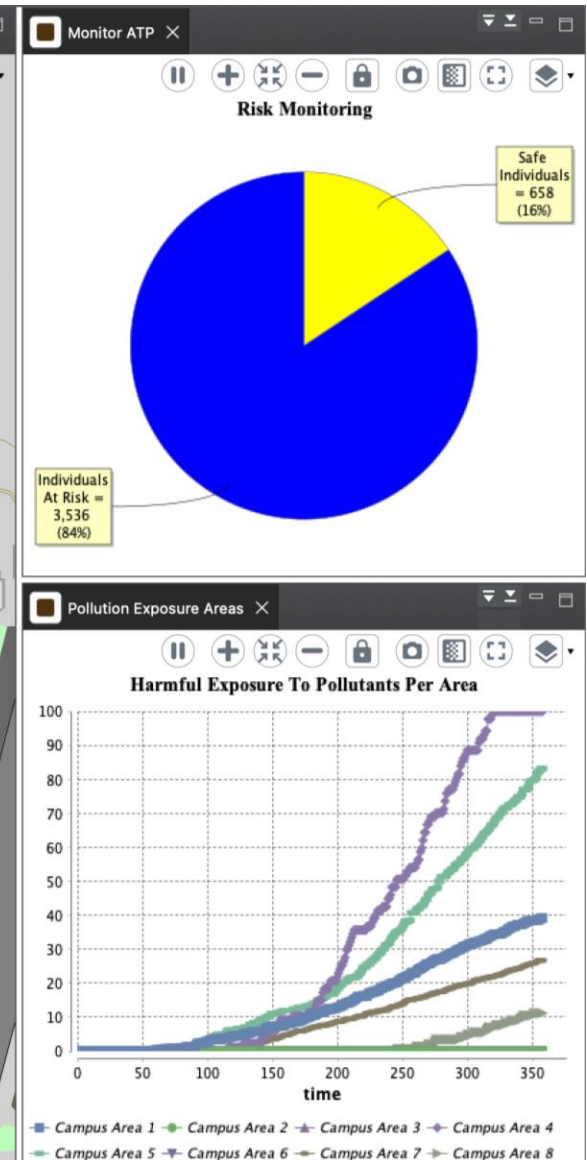 Monitor ATP
Risk Monitoring
Safe
Individuals
= 658
(16%)
Individuals
At Risk =
3,536
(84%)
Pollution Exposure Areas
Harmful Exposure To Pollutants Per Area
100
90
80
70
60
50
40
30
20
10
0
0 50 100 150 200 250 300 350
time
Campus Area 1 Campus Area 2 Campus Area 3 Campus Area 4
Campus Area 5 Campus Area 6 Campus Area 7 Campus Area 8